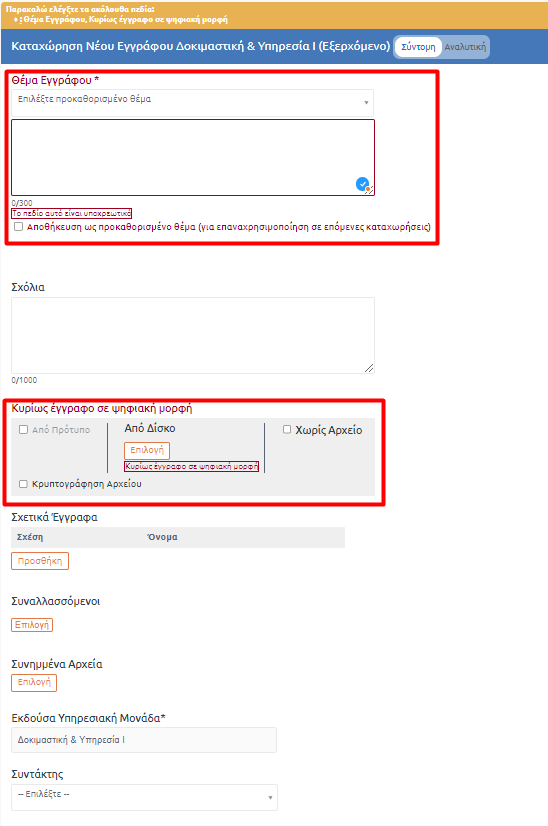 Παρακαλώ ελέγξτε τα ακόλουθα πεδία:
• : Θέμα Εγγράφου, Κυρίως έγγραφο σε ψηφιακή μορφή
Καταχώρηση Νέου Εγγράφου Δοκιμαστική & Υπηρεσία Ι (Εξερχόμενο) Σύντομη Αναλυτική
Θέμα Εγγράφου *
Επιλέξτε προκαθορισμένο θέμα
0/300
Το πεδίο αυτό είναι υποχρεωτικό
Αποθήκευση ως προκαθορισμένο θέμα (για επαναχρησιμοποίηση σε επόμενες καταχωρήσεις)
Σχόλια
0/1000
Κυρίως έγγραφο σε ψηφιακή μορφή
Από Πρότυπο Από Δίσκο Χωρίς Αρχείο
Επιλογή
Κυρίως έγγραφο σε ψηφιακή μορφή
Κρυπτογράφηση Αρχείου
Σχετικά Έγγραφα
Σχέση Όνομα
Προσθήκη
Συναλλασσόμενοι
Επιλογή
Συνημμένα Αρχεία
Επιλογή
Εκδούσα Υπηρεσιακή Μονάδα*
Δοκιμαστική & Υπηρεσία Ι
Συντάκτης
-- Επιλέξτε --